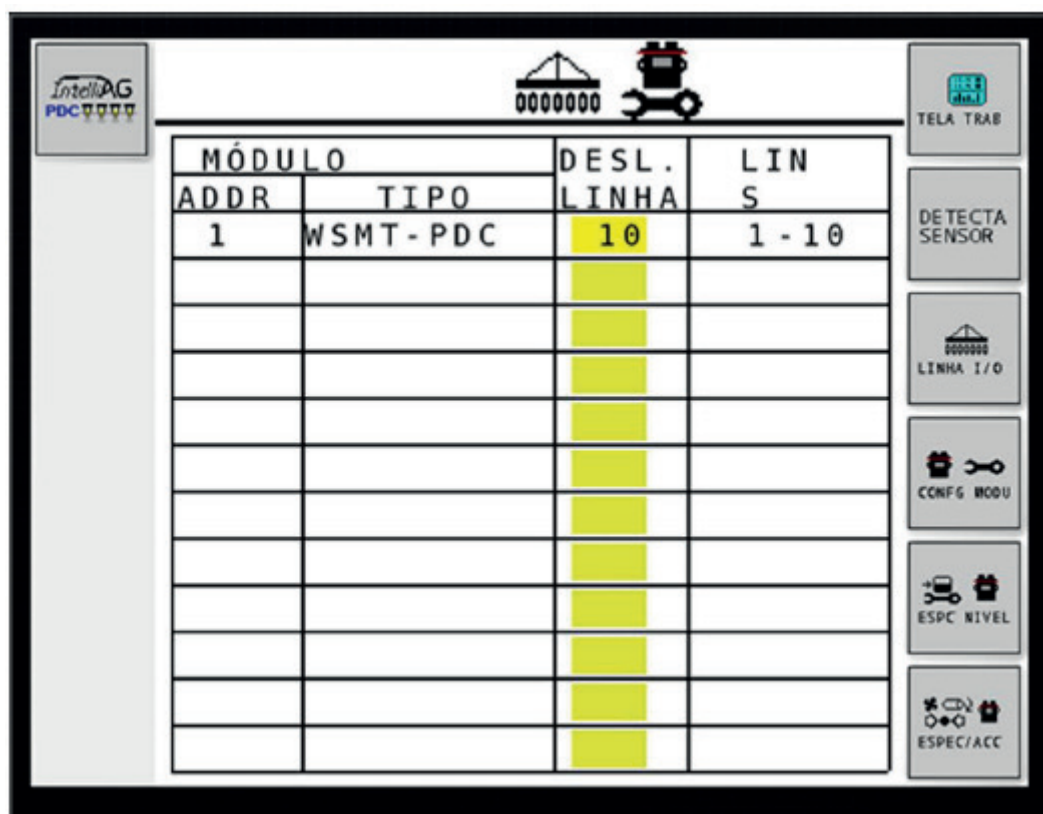 IntelliAG
PDC
0000000
TELA TRAB
MÓDULO DESL. LIN
ADDR TIPO LINHA S
1 WSMT-PDC 10 1-10
DETECTA
SENSOR
LINHA I/O
CONFG MODU
ESPC NIVEL
ESPEC/ACC